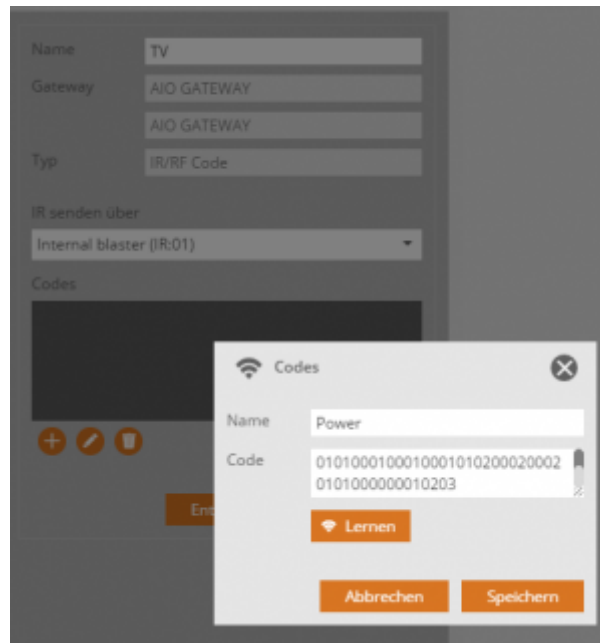 Name
TV
Gateway
AIO GATEWAY
AIO GATEWAY
Typ
IR/RF Code
IR senden über
Internal blaster (IR:01)
Codes
Codes
Name
Power
Code
0101000100010001010200020002
0101000000010203
Lernen
Ent
Abbrechen
Speichern